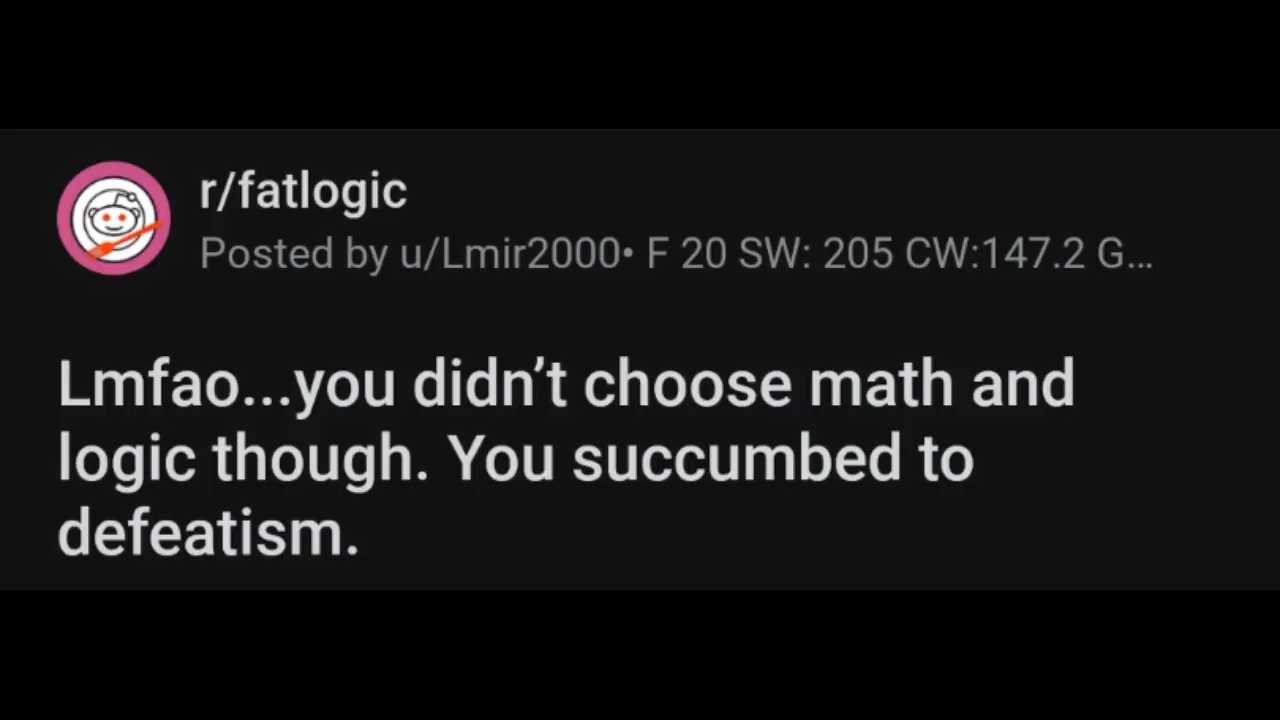 r/fatlogic
Posted by u/Lmir2000• F 20 SW: 205 CW:147.2 G...
Lmfao...you didn’t choose math and
logic though. You succumbed to
defeatism.